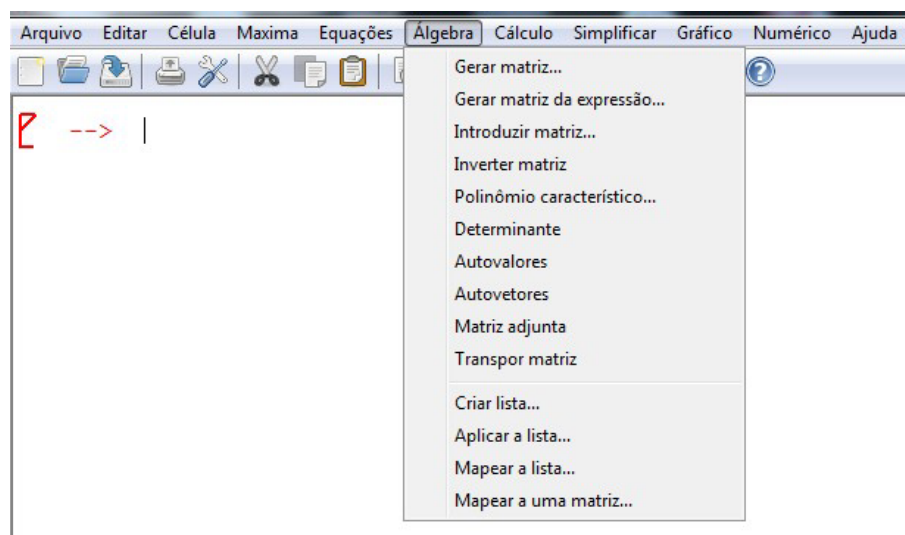 Arquivo Editar Célula Maxima Equações Álgebra Cálculo Simplificar Gráfico Numérico Ajuda
-->
Gerar matriz...
Gerar matriz da expressão...
Introduzir matriz...
Inverter matriz
Polinômio característico...
Determinante
Autovalores
Autovetores
Matriz adjunta
Transpor matriz
Criar lista...
Aplicar a lista...
Mapear a lista...
Mapear a uma matriz...